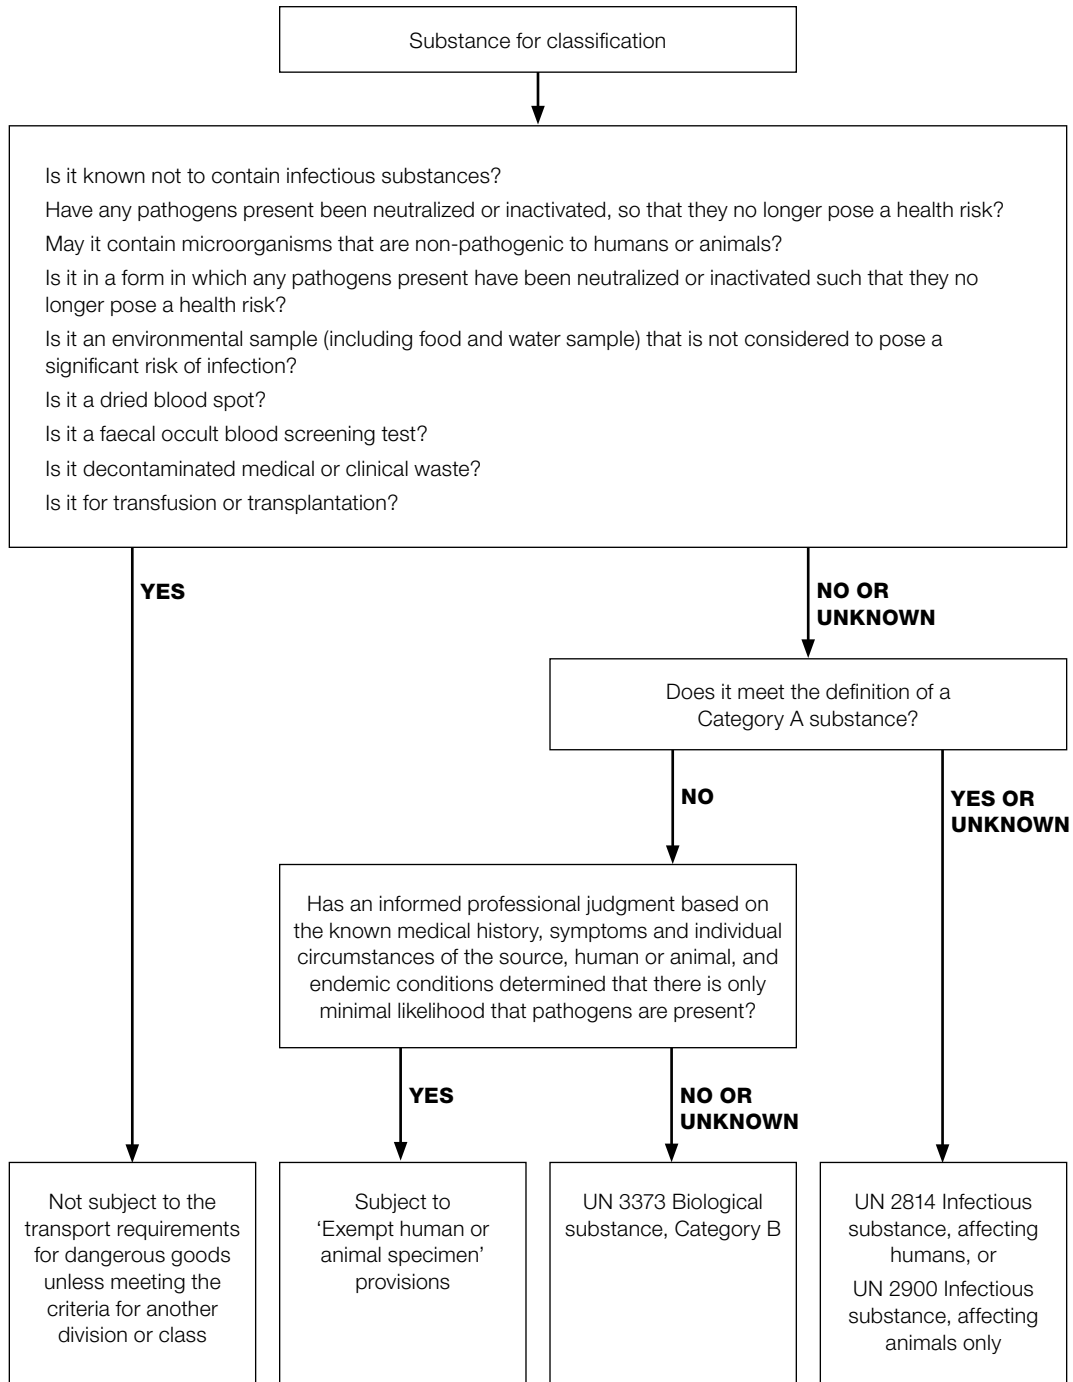 Substance for classification
Is it known not to contain infectious substances?
Have any pathogens present been neutralized or inactivated, so that they no longer pose a health risk?
May it contain microorganisms that are non-pathogenic to humans or animals?
Is it in a form in which any pathogens present have been neutralized or inactivated such that they no
longer pose a health risk?
Is it an environmental sample (including food and water sample) that is not considered to pose a
significant risk of infection?
Is it a dried blood spot?
Is it a faecal occult blood screening test?
Is it decontaminated medical or clinical waste?
Is it for transfusion or transplantation?
YES
NO OR
UNKNOWN
Does it meet the definition of a
Category A substance?
NO
YES OR
UNKNOWN
Has an informed professional judgment based on
the known medical history, symptoms and individual
circumstances of the source, human or animal, and
endemic conditions determined that there is only
minimal likelihood that pathogens are present?
YES
NO OR
UNKNOWN
Not subject to the
transport requirements
for dangerous goods
unless meeting the
criteria for another
division or class
Subject to
‘Exempt human or
animal specimen’
provisions
UN 3373 Biological
substance, Category B
UN 2814 Infectious
substance, affecting
humans, or
UN 2900 Infectious
substance, affecting
animals only